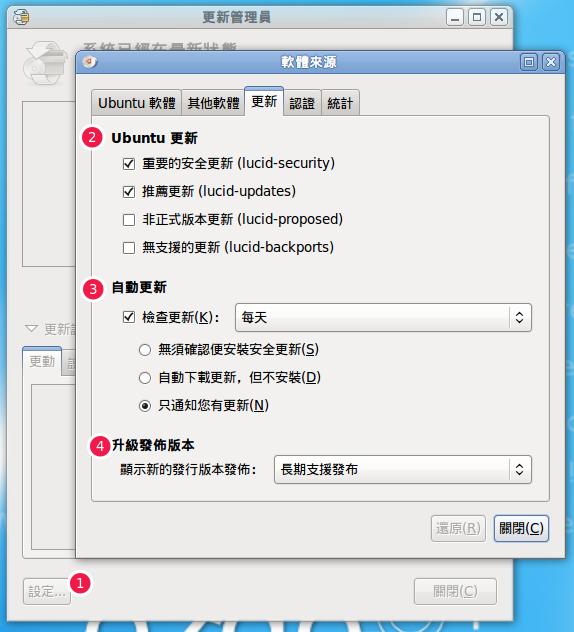 更新管理員
系統已經在最新狀態
軟體來源
Ubuntu 軟體 其他軟體 更新 認證 統計
2 Ubuntu 更新
重要的安全更新 (lucid-security)
推薦更新 (lucid-updates)
非正式版本更新 (lucid-proposed)
無支援的更新 (lucid-backports)
3 自動更新
檢查更新(K): 每天
無須確認便安裝安全更新(S)
自動下載更新，但不安裝(D)
只通知您有更新(N)
更新
更動
4 升級發佈版本
顯示新的發行版本發佈: 長期支援發布
還原(R) 關閉(C)
設定... 1 關閉(C)